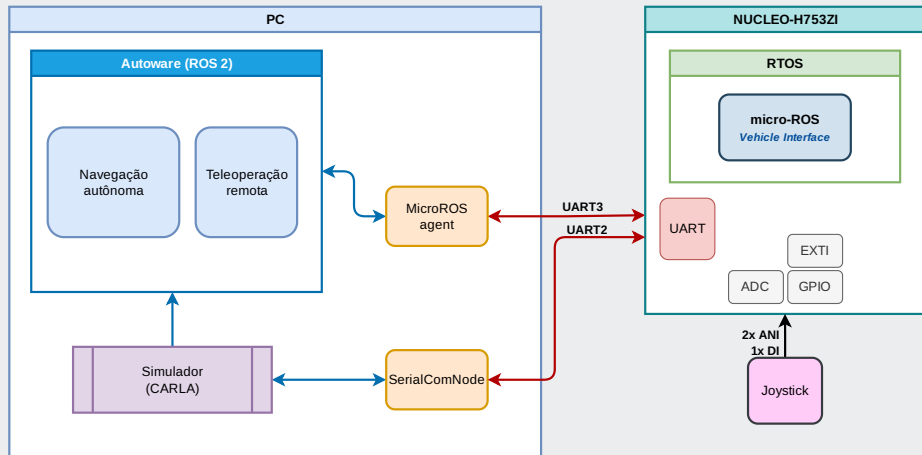 PC
NUCLEO-H753ZI
Autoware (ROS 2)
RTOS
micro-ROS
Vehicle Interface
Navegação
autônoma
Teleoperação
remota
MicroROS
agent
UART3
UART2
UART
EXTI
ADC
GPIO
2x ANI
1x DI
Simulador
(CARLA)
SerialComNode
Joystick